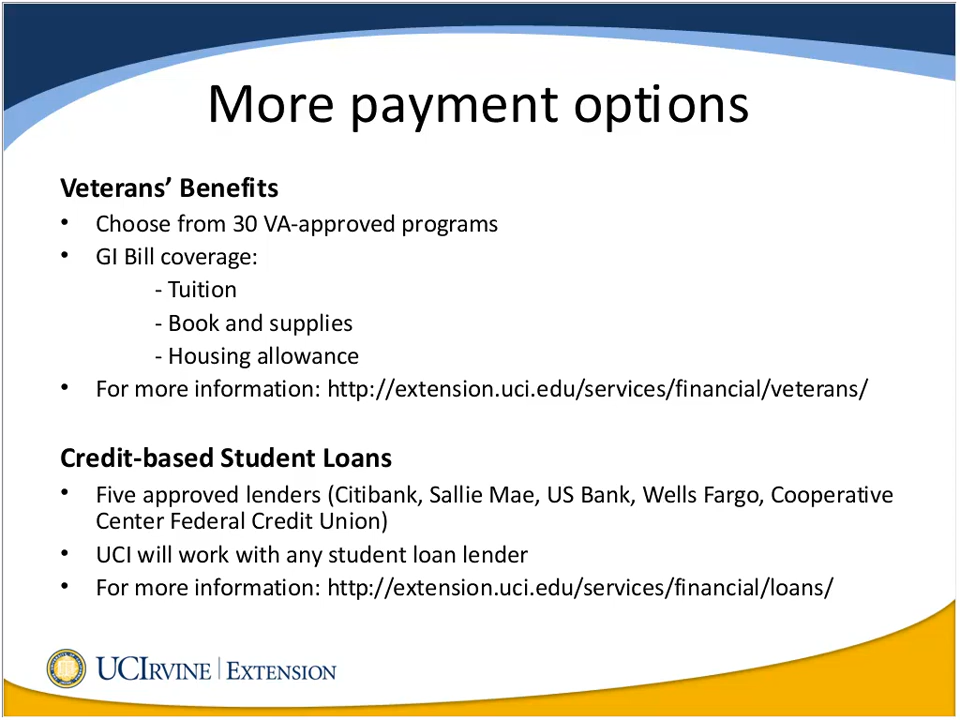 More payment options
Veterans’ Benefits
• Choose from 30 VA-approved programs
• GI Bill coverage:
- Tuition
- Book and supplies
- Housing allowance
• For more information: http://extension.uci.edu/services/financial/veterans/
Credit-based Student Loans
• Five approved lenders (Citibank, Sallie Mae, US Bank, Wells Fargo, Cooperative
Center Federal Credit Union)
• UCI will work with any student loan lender
• For more information: http://extension.uci.edu/services/financial/loans/
UCIRVINE | EXTENSION